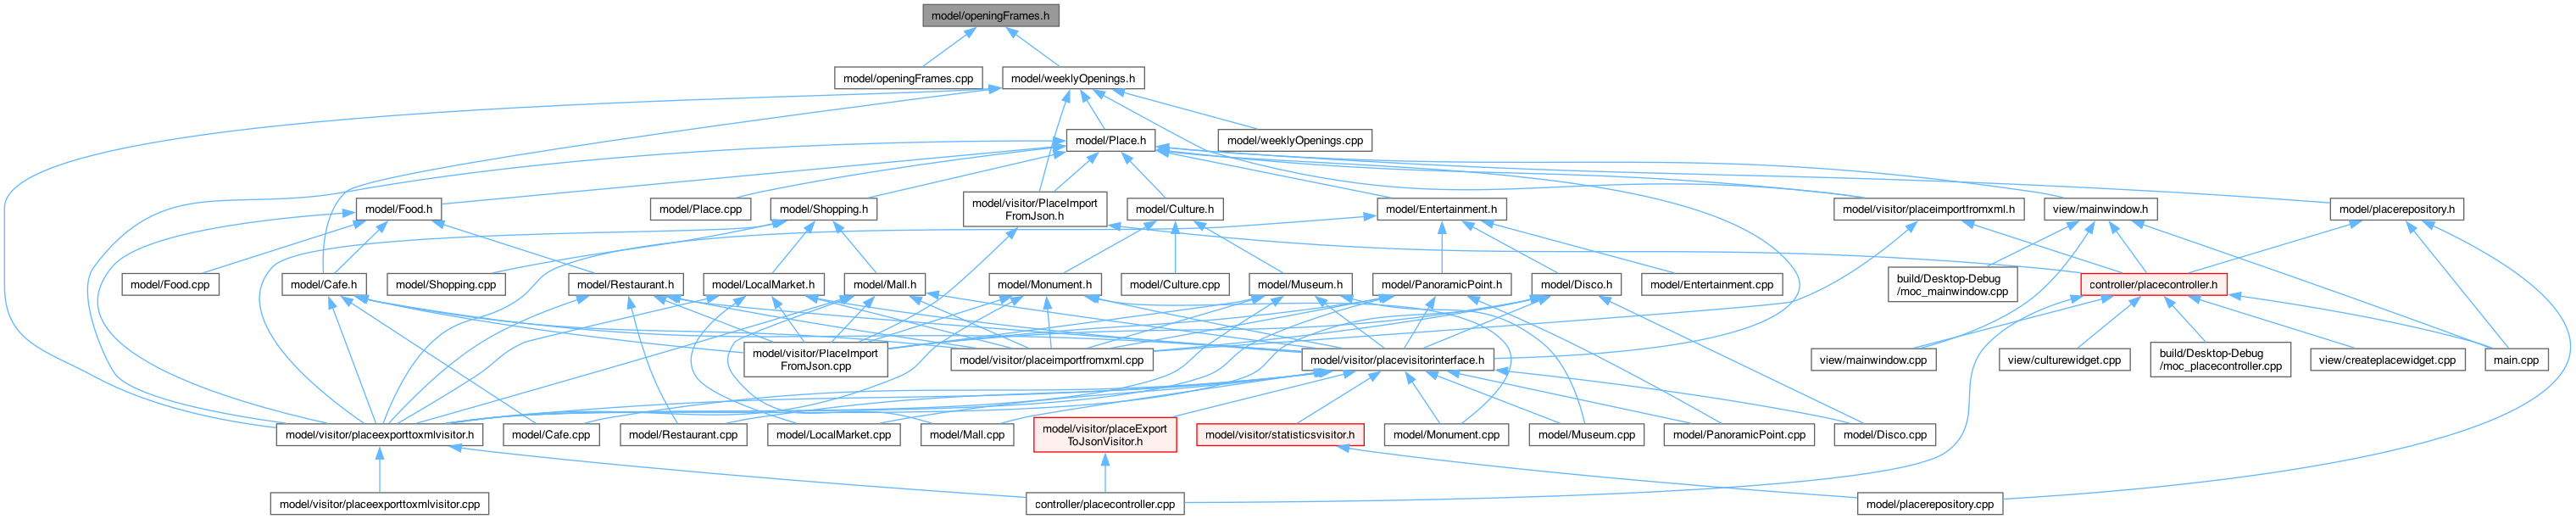 model/openingFrames.h
model/openingFrames.cpp
model/weeklyOpenings.h
model/Place.h
model/weeklyOpenings.cpp
model/Food.h
model/Place.cpp
model/Shopping.h
model/visitor/PlaceImport
FromJson.h
model/Culture.h
model/Entertainment.h
model/visitor/placeimportfromxml.h
view/mainwindow.h
model/placerepository.h
model/Food.cpp
model/Cafe.h
model/Shopping.cpp
model/Restaurant.h
model/LocalMarket.h
model/Mall.h
model/Monument.h
model/Culture.cpp
model/Museum.h
model/PanoramicPoint.h
model/Disco.h
model/Entertainment.cpp
build/Desktop-Debug
/moc_mainwindow.cpp
controller/placecontroller.h
model/visitor/PlaceImport
FromJson.cpp
model/visitor/placeimportfromxml.cpp
model/visitor/placevisitorinterface.h
view/mainwindow.cpp
view/culturewidget.cpp
build/Desktop-Debug
/moc_placecontroller.cpp
view/createplacewidget.cpp
main.cpp
model/visitor/placeexporttoxmlvisitor.h
model/Cafe.cpp
model/Restaurant.cpp
model/LocalMarket.cpp
model/Mall.cpp
model/visitor/placeExport
ToJsonVisitor.h
model/visitor/statisticsvisitor.h
model/Monument.cpp
model/Museum.cpp
model/PanoramicPoint.cpp
model/Disco.cpp
model/visitor/placeexporttoxmlvisitor.cpp
controller/placecontroller.cpp
model/placerepository.cpp